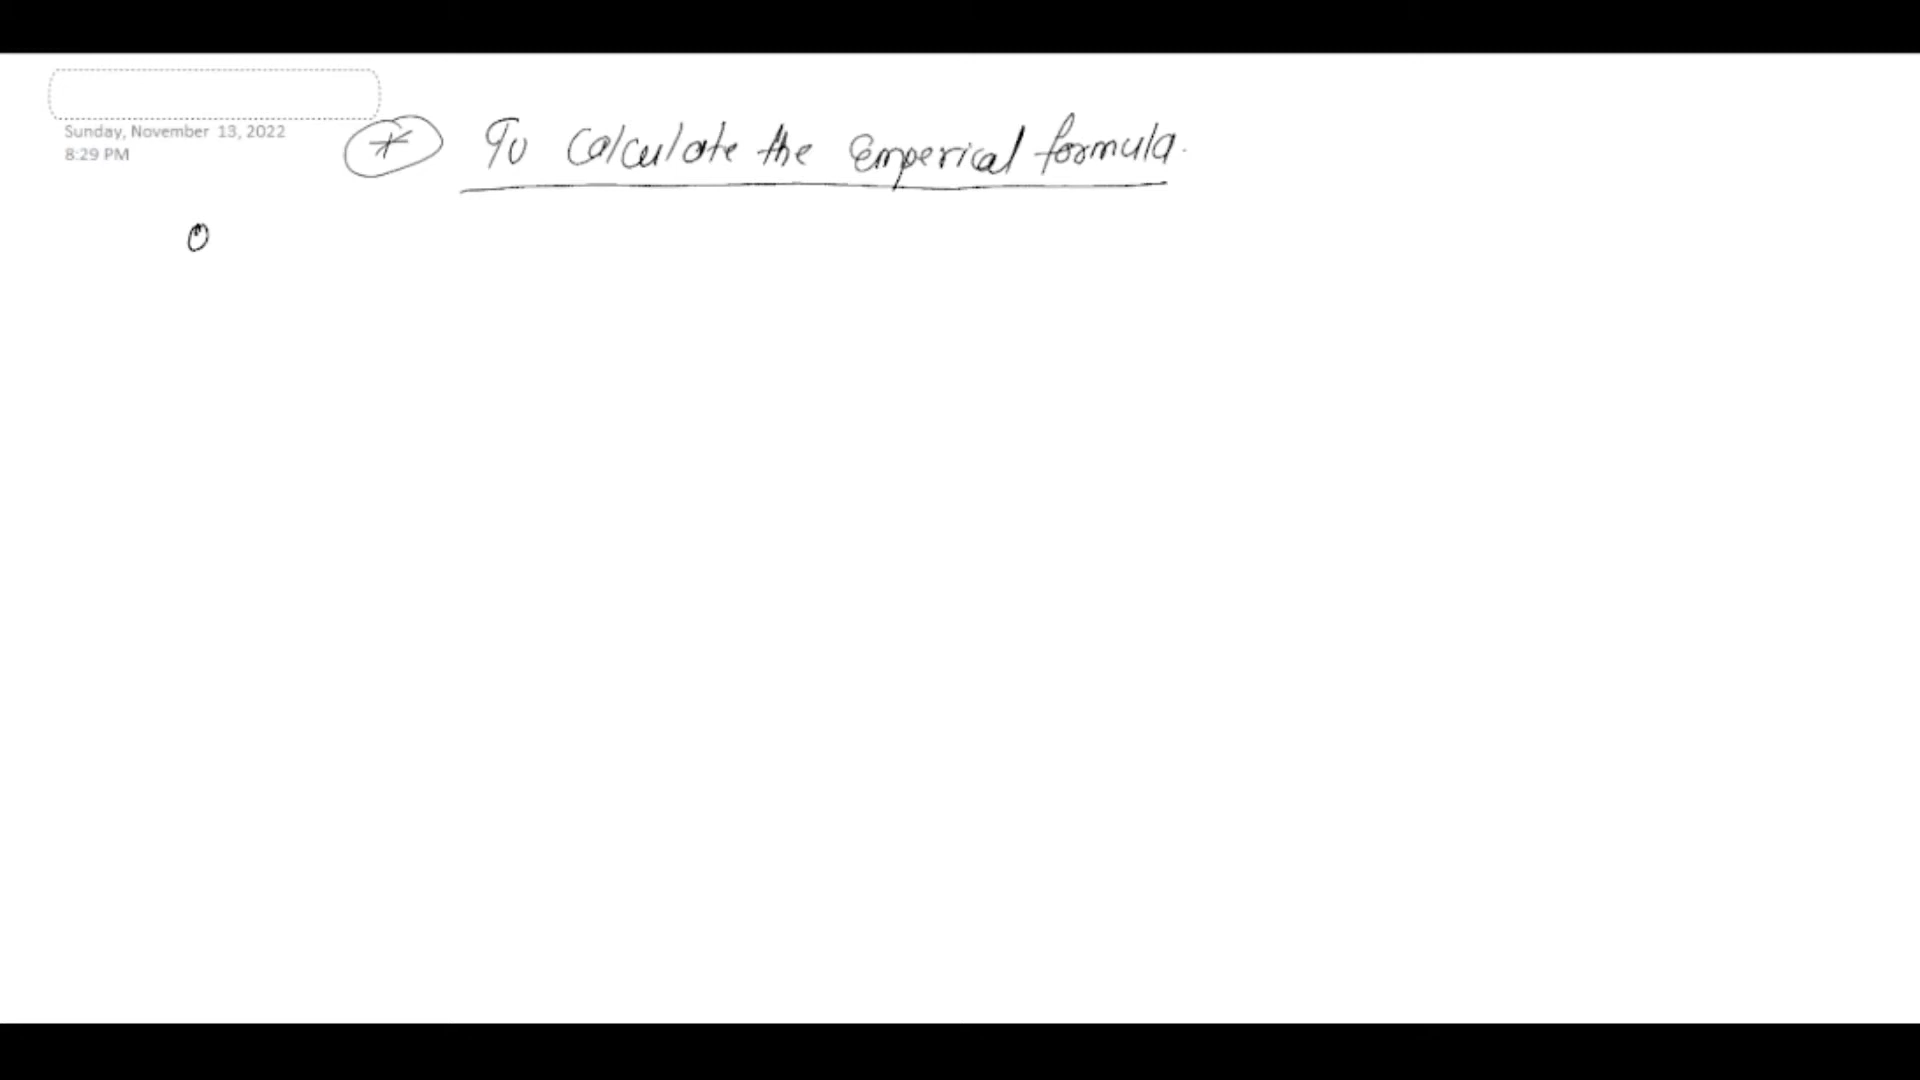 Sunday, November 13, 2022
8:29 PM
* To Calculate the Emperical formula.